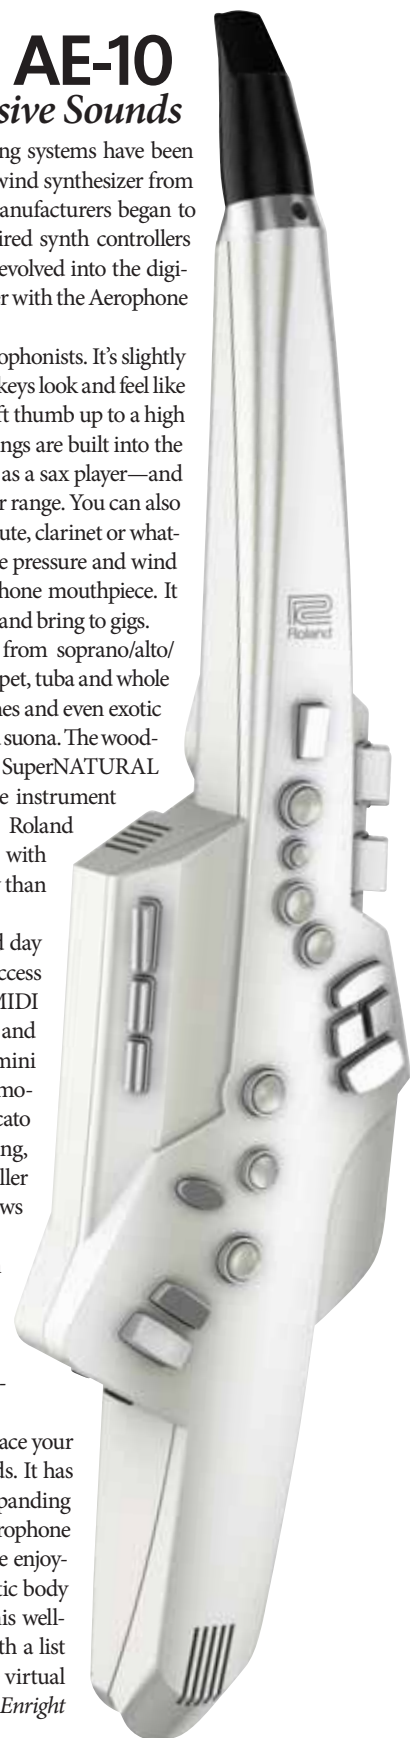 AE-10
sive Sounds
ng systems have been
wind synthesizer from
anufacturers began to
ired synth controllers
evolved into the digi-
er with the Aerophone
ophonists. It's slightly
keys look and feel like
ft thumb up to a high
ngs are built into the
as a sax player—and
r range. You can also
ute, clarinet or what-
e pressure and wind
hone mouthpiece. It
and bring to gigs.
from soprano/alto/
pet, tuba and whole
nes and even exotic
suona. The wood-
SuperNATURAL
e instrument
Roland
with
than
d day
ccess
MIDI
and
mini
mo-
cato
ng,
ller
ws
–
ace your
ds. It has
panding
rophone
e enjoy-
tic body
his well-
th a list
virtual
Enright
Roland